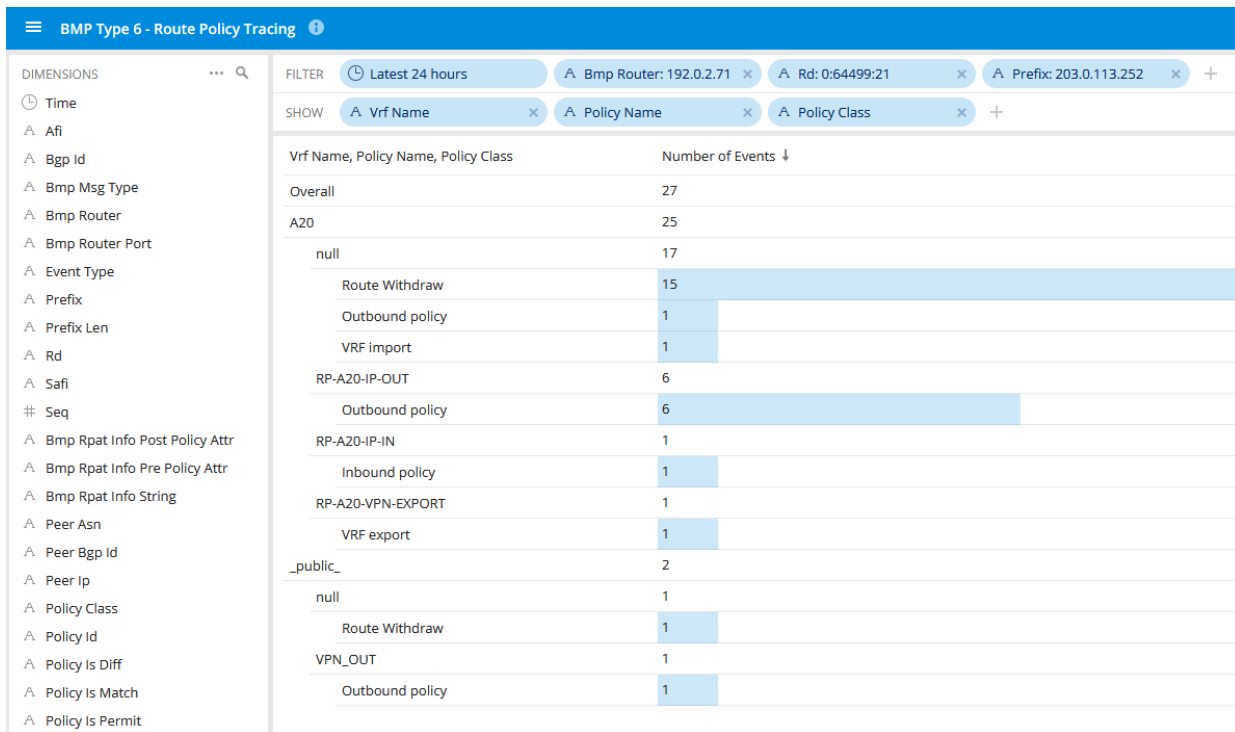 BMP Type 6 - Route Policy Tracing
DIMENSIONS
Time
A Afi
A Bgp Id
A Bmp Msg Type
A Bmp Router
A Bmp Router Port
A Event Type
A Prefix
A Prefix Len
A Rd
A Safi
# Seq
A Bmp Rpat Info Post Policy Attr
A Bmp Rpat Info Pre Policy Attr
A Bmp Rpat Info String
A Peer Asn
A Peer Bgp Id
A Peer Ip
A Policy Class
A Policy Id
A Policy Is Diff
A Policy Is Match
A Policy Is Permit
FILTER Latest 24 hours A Bmp Router: 192.0.2.71 × A Rd: 0:64499:21 × A Prefix: 203.0.113.252 × +
SHOW A Vrf Name × A Policy Name × A Policy Class × +
Vrf Name, Policy Name, Policy Class Number of Events ↓
Overall 27
A20 25
null 17
Route Withdraw 15
Outbound policy 1
VRF import 1
RP-A20-IP-OUT 6
Outbound policy 6
RP-A20-IP-IN 1
Inbound policy 1
RP-A20-VPN-EXPORT 1
VRF export 1
_public_ 2
null 1
Route Withdraw 1
VPN_OUT 1
Outbound policy 1